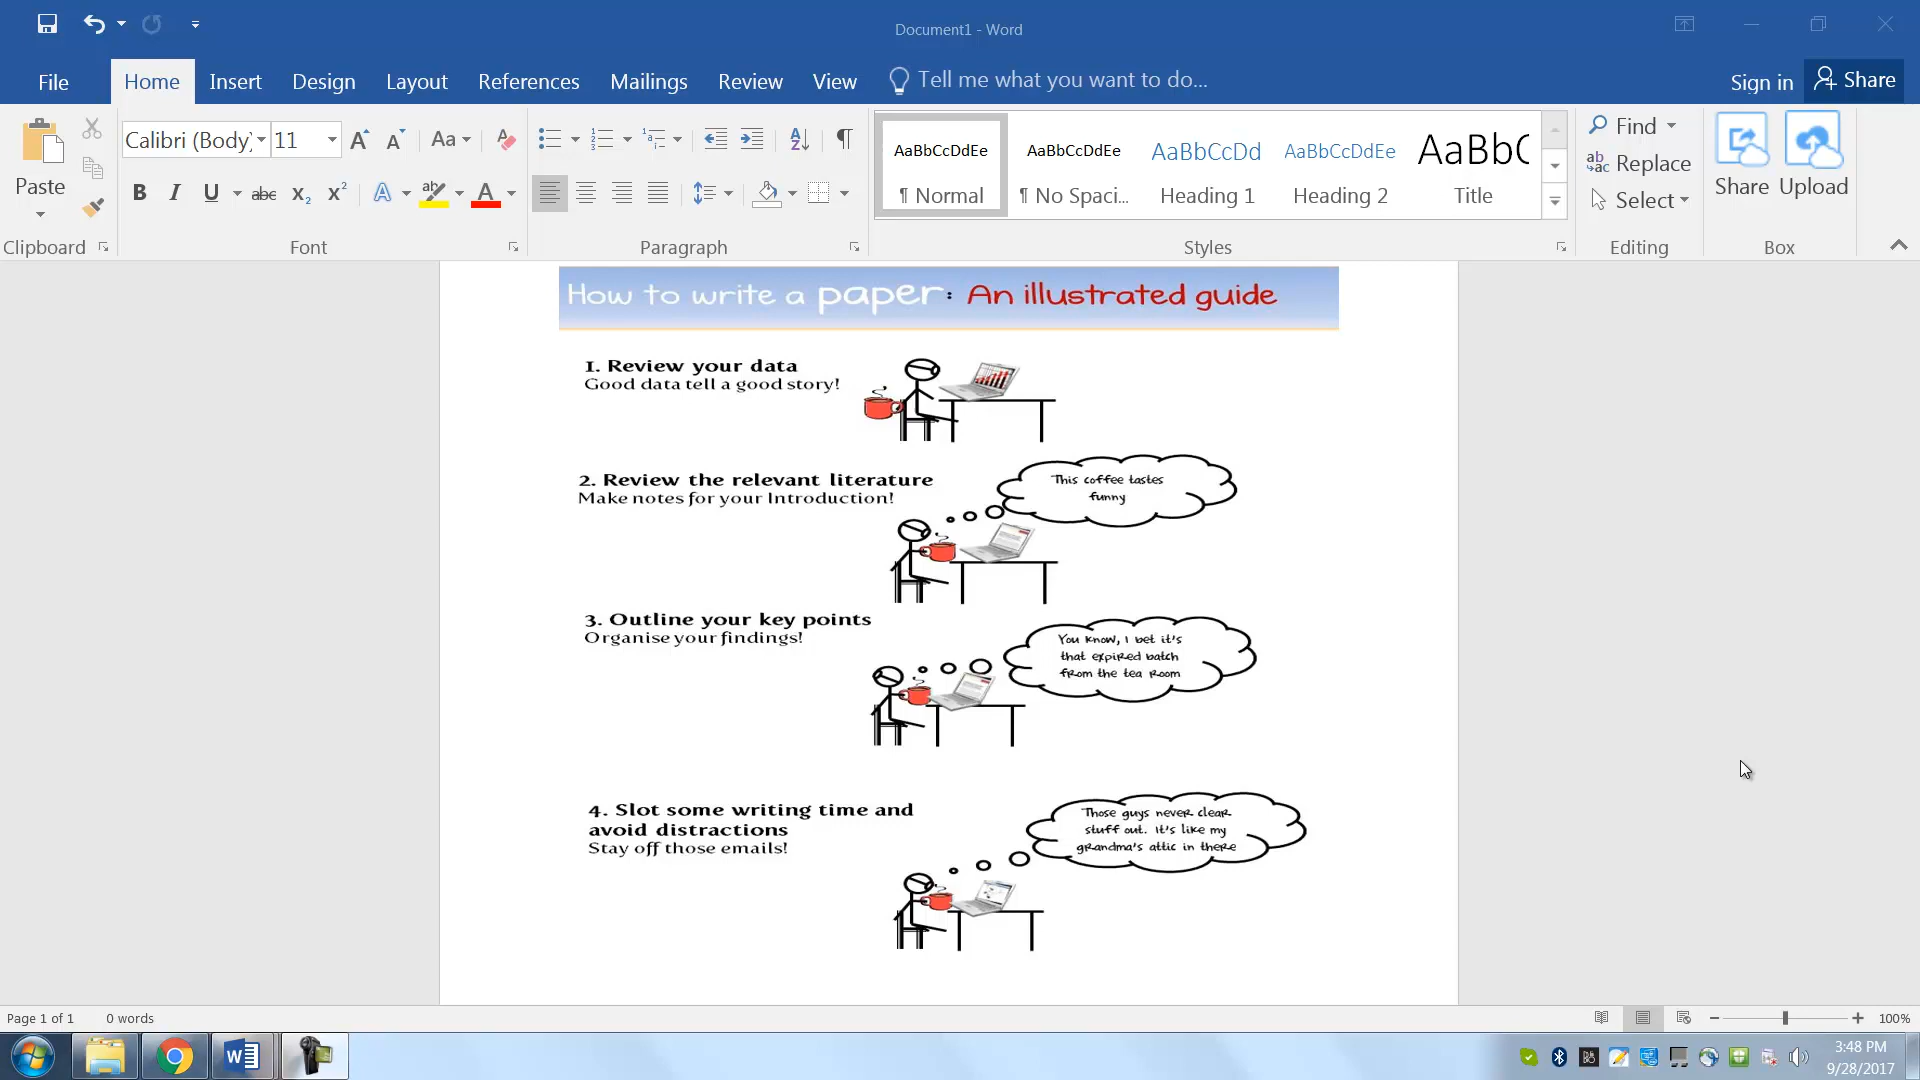 Document1 - Word
File Home Insert Design Layout References Mailings Review View Tell me what you want to do... Sign in Share
Paste
Clipboard
Calibri (Body) 11
Aa
B I U abc X₂ X² A ab A
Font
Paragraph
AaBbCcDdEe AaBbCcDdEe AaBbCcDd AaBbCcDdEe AaBbC
¶ Normal ¶ No Spaci... Heading 1 Heading 2 Title
Styles
Find
Replace
Select
Editing
Share Upload
Box
How to write a paper: An illustrated guide
1. Review your data
Good data tell a good story!
2. Review the relevant literature
Make notes for your Introduction!
This coffee tastes
funny
3. Outline your key points
Organise your findings!
You know, I bet it's
that expired batch
from the tea room
4. Slot some writing time and
avoid distractions
Stay off those emails!
Those guys never clear
stuff out. It's like my
grandma's attic in there
Page 1 of 1 0 words
100%
3:48 PM
9/28/2017